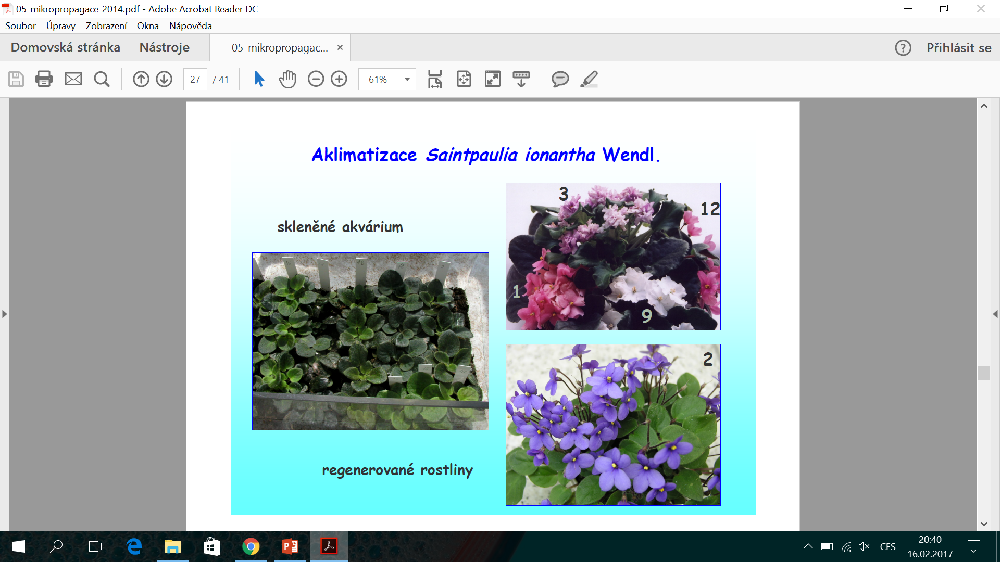 05_mikropropagace_2014.pdf - Adobe Acrobat Reader DC
Soubor Úpravy Zobrazení Okna Nápověda
Domovská stránka Nástroje 05_mikropropagac... × ? Přihlásit se
27 / 41 61%
Aklimatizace Saintpaulia ionantha Wendl.
3
12
skleněné akvárium
16 16
1
9
2
regenerované rostliny
20:40
CES
16.02.2017